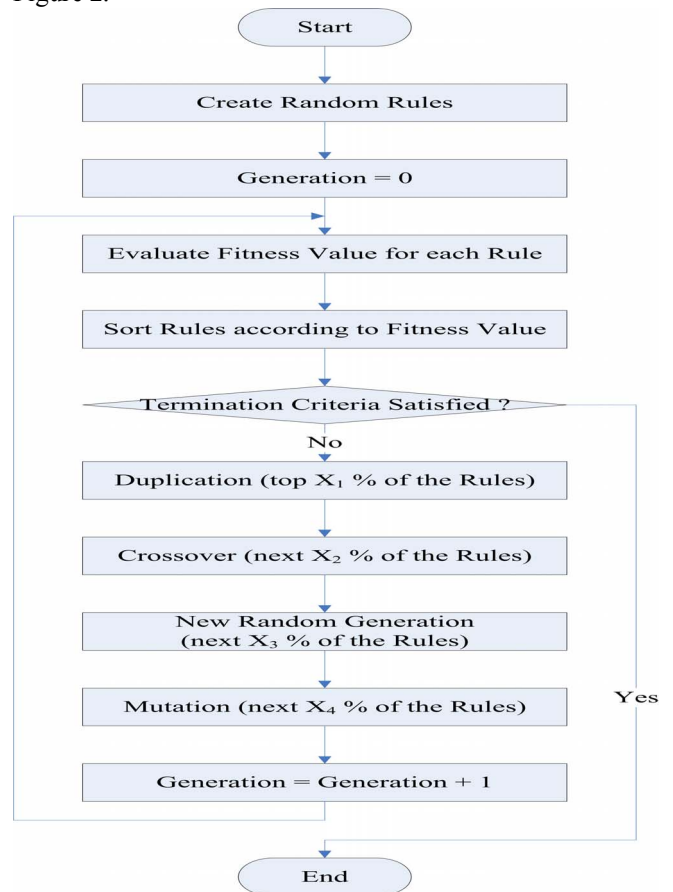 Figure 2.
Start
Create Random Rules
Generation = 0
Evaluate Fitness Value for each Rule
Sort Rules according to Fitness Value
Termination Criteria Satisfied ?
No
Duplication (top X₁ % of the Rules)
Crossover (next X₂ % of the Rules)
New Random Generation
(next X₃ % of the Rules)
Mutation (next X₄ % of the Rules)
Yes
Generation = Generation + 1
End